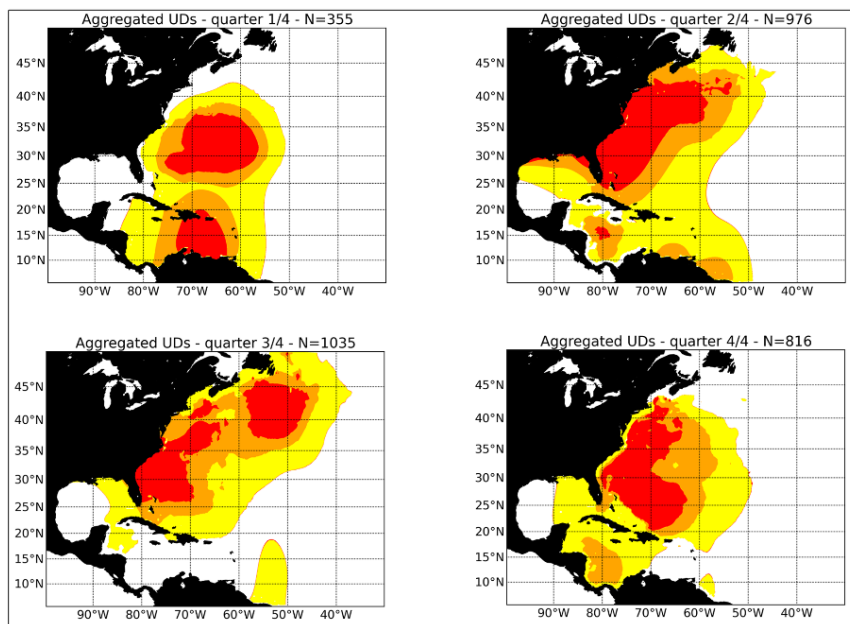 Aggregated UDs - quarter 1/4 - N=355
45°N
40°N
35°N
30°N
25°N
20°N
15°N
10°N
90°W 80°W 70°W 60°W 50°W 40°W
Aggregated UDs - quarter 2/4 - N=976
45°N
40°N
35°N
30°N
25°N
20°N
15°N
10°N
90°W 80°W 70°W 60°W 50°W 40°W
Aggregated UDs - quarter 3/4 - N=1035
45°N
40°N
35°N
30°N
25°N
20°N
15°N
10°N
90°W 80°W 70°W 60°W 50°W 40°W
Aggregated UDs - quarter 4/4 - N=816
45°N
40°N
35°N
30°N
25°N
20°N
15°N
10°N
90°W 80°W 70°W 60°W 50°W 40°W